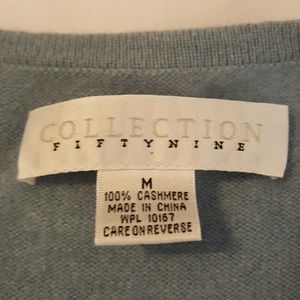 COLLECTION
FIFTYNINE
M
100% CASHMERE
MADE IN CHINA
WPL 10167
CARE ON REVERSE